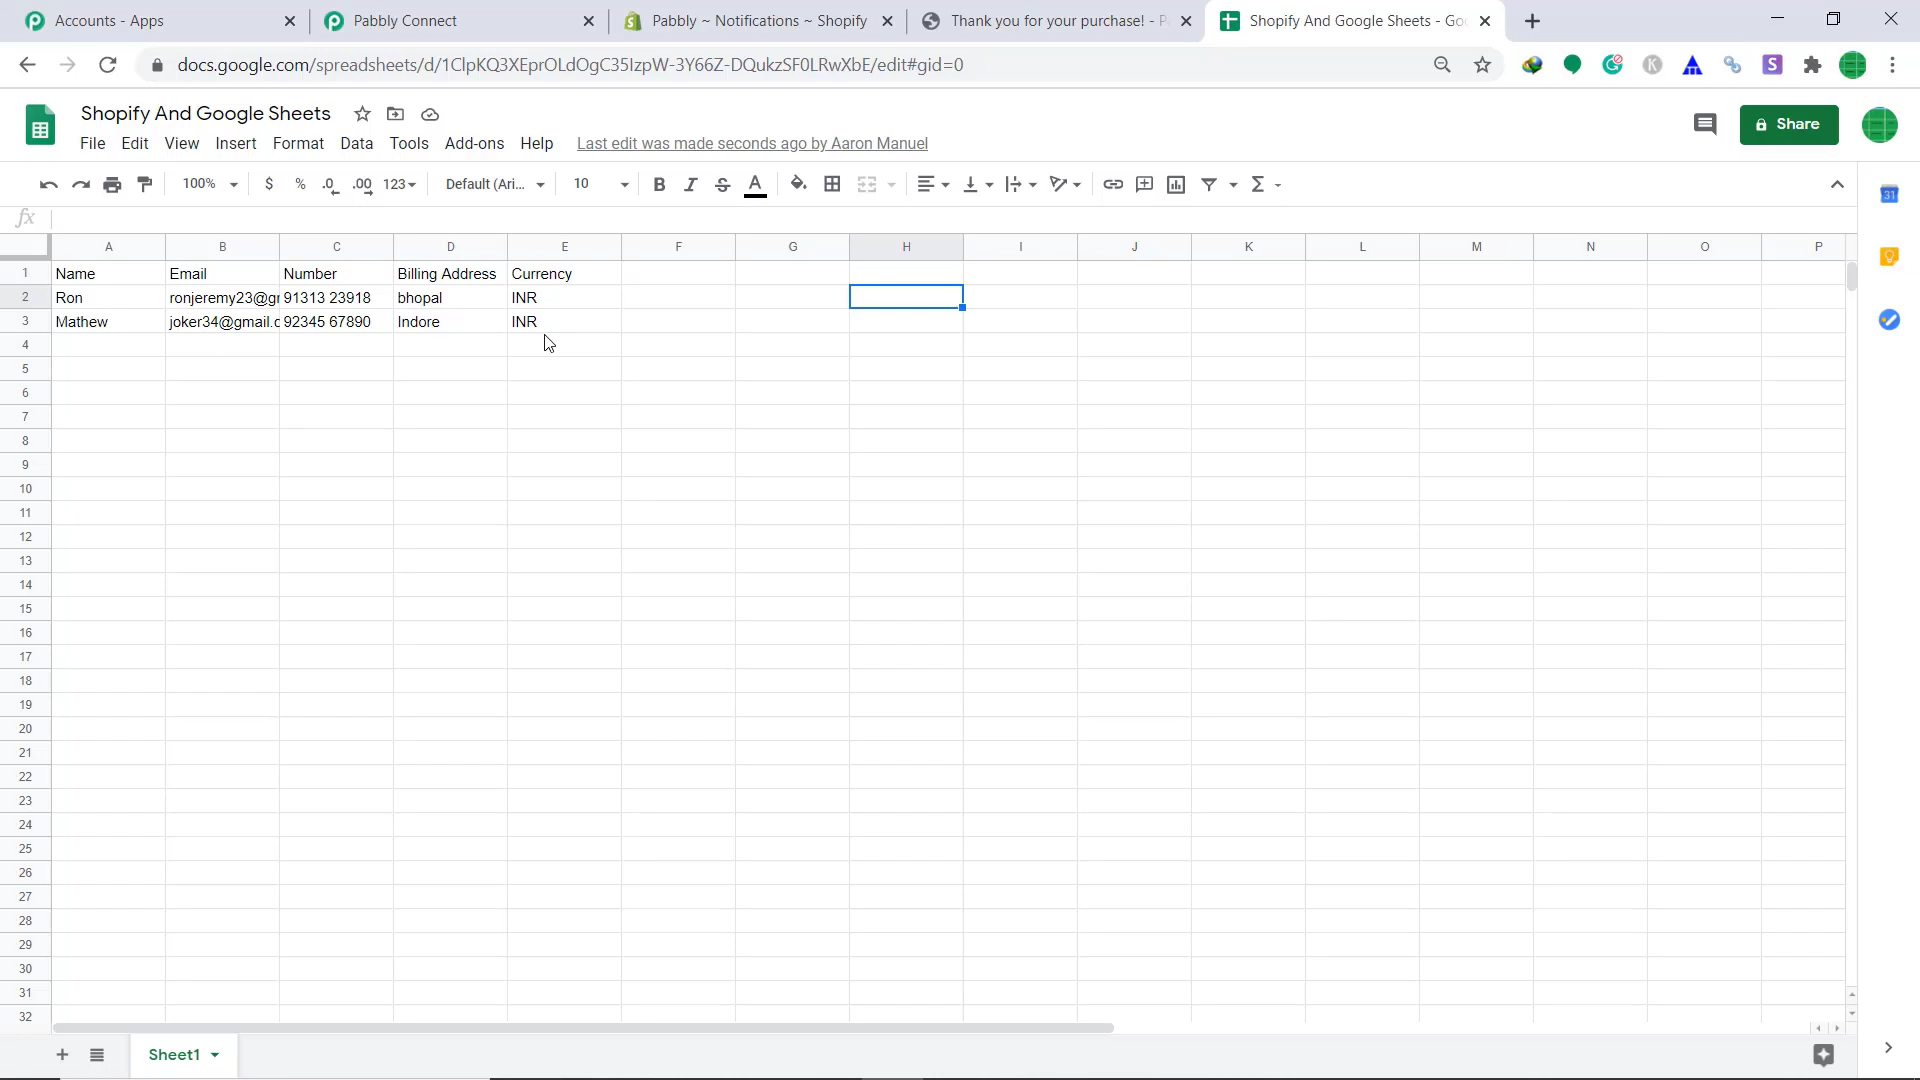 Accounts - Apps
Pabbly Connect
Pabbly ~ Notifications ~ Shopify
Thank you for your purchase! - P
Shopify And Google Sheets - Goo
docs.google.com/spreadsheets/d/1ClpKQ3XEprOLdOgC35IzpW-3Y66Z-DQukzSF0LRwXbE/edit#gid=0
Shopify And Google Sheets
File Edit View Insert Format Data Tools Add-ons Help Last edit was made seconds ago by Aaron Manuel
Share
100% $ % .0 .00 123 Default (Ari... 10 B I S A Σ
fx
A B C D E F G H I J K L M N O P
1 Name Email Number Billing Address Currency
2 Ron ronjeremy23@gr 91313 23918 bhopal INR
3 Mathew joker34@gmail.c 92345 67890 Indore INR
4
5
6
7
8
9
10
11
12
13
14
15
16
17
18
19
20
21
22
23
24
25
26
27
28
29
30
31
32
Sheet1
31
K
S